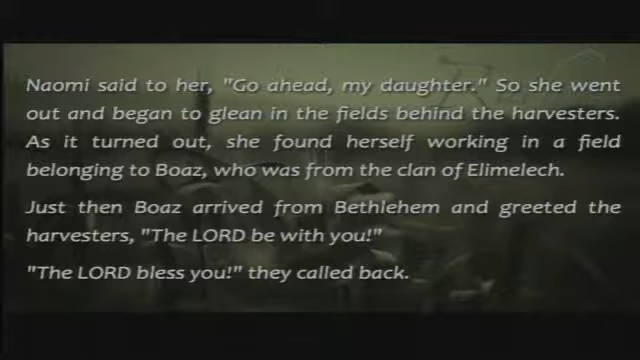 Naomi said to her, "Go ahead, my daughter." So she went
out and began to glean in the fields behind the harvesters.
As it turned out, she found herself working in a field
belonging to Boaz, who was from the clan of Elimelech.
Just then Boaz arrived from Bethlehem and greeted the
harvesters, "The LORD be with you!"
"The LORD bless you!" they called back.